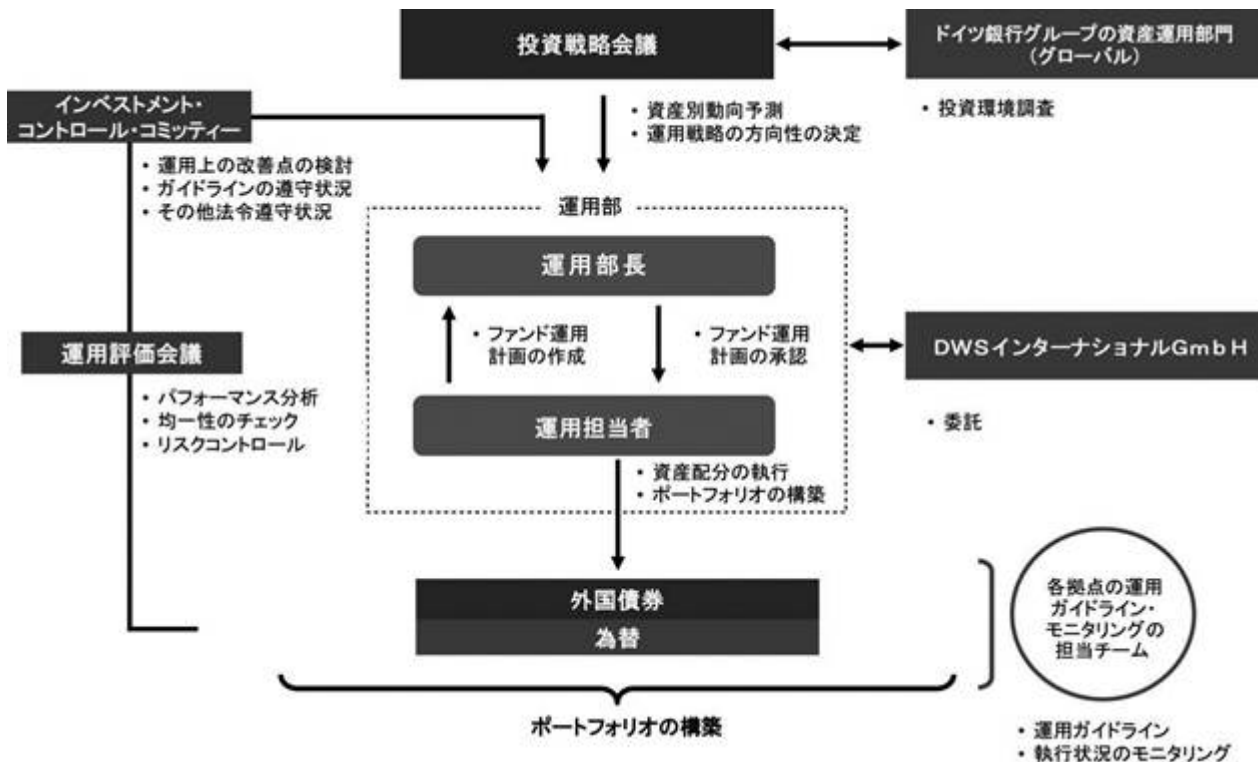 投資戦略会議
ドイツ銀行グループの資産運用部門
(グローバル)
・投資環境調査
・資産別動向予測
・運用戦略の方向性の決定
インベストメント・
コントロール・コミッティー
・運用上の改善点の検討
・ガイドラインの遵守状況
・その他法令遵守状況
運用部
運用部長
・ファンド運用
計画の作成
・ファンド運用
計画の承認
運用評価会議
・パフォーマンス分析
・均一性のチェック
・リスクコントロール
DWSインターナショナルGmbH
・委託
運用担当者
・資産配分の執行
・ポートフォリオの構築
外国債券
為替
各拠点の運用
ガイドライン・
モニタリングの
担当チーム
・運用ガイドライン
・執行状況のモニタリング
ポートフォリオの構築